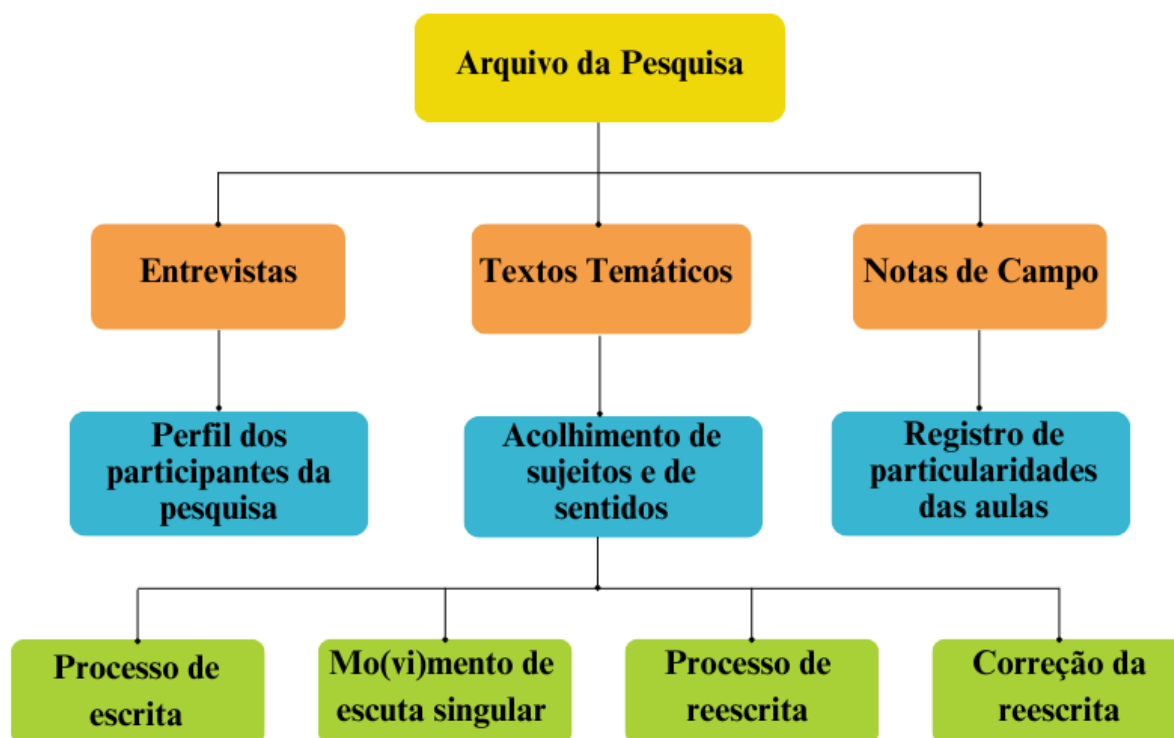 Arquivo da Pesquisa
Entrevistas
Textos Temáticos
Notas de Campo
Perfil dos
participantes da
pesquisa
Acolhimento de
sujeitos e de
sentidos
Registro de
particularidades
das aulas
Processo de
escrita
Mo(vi)mento de
escuta singular
Processo de
reescrita
Correção da
reescrita